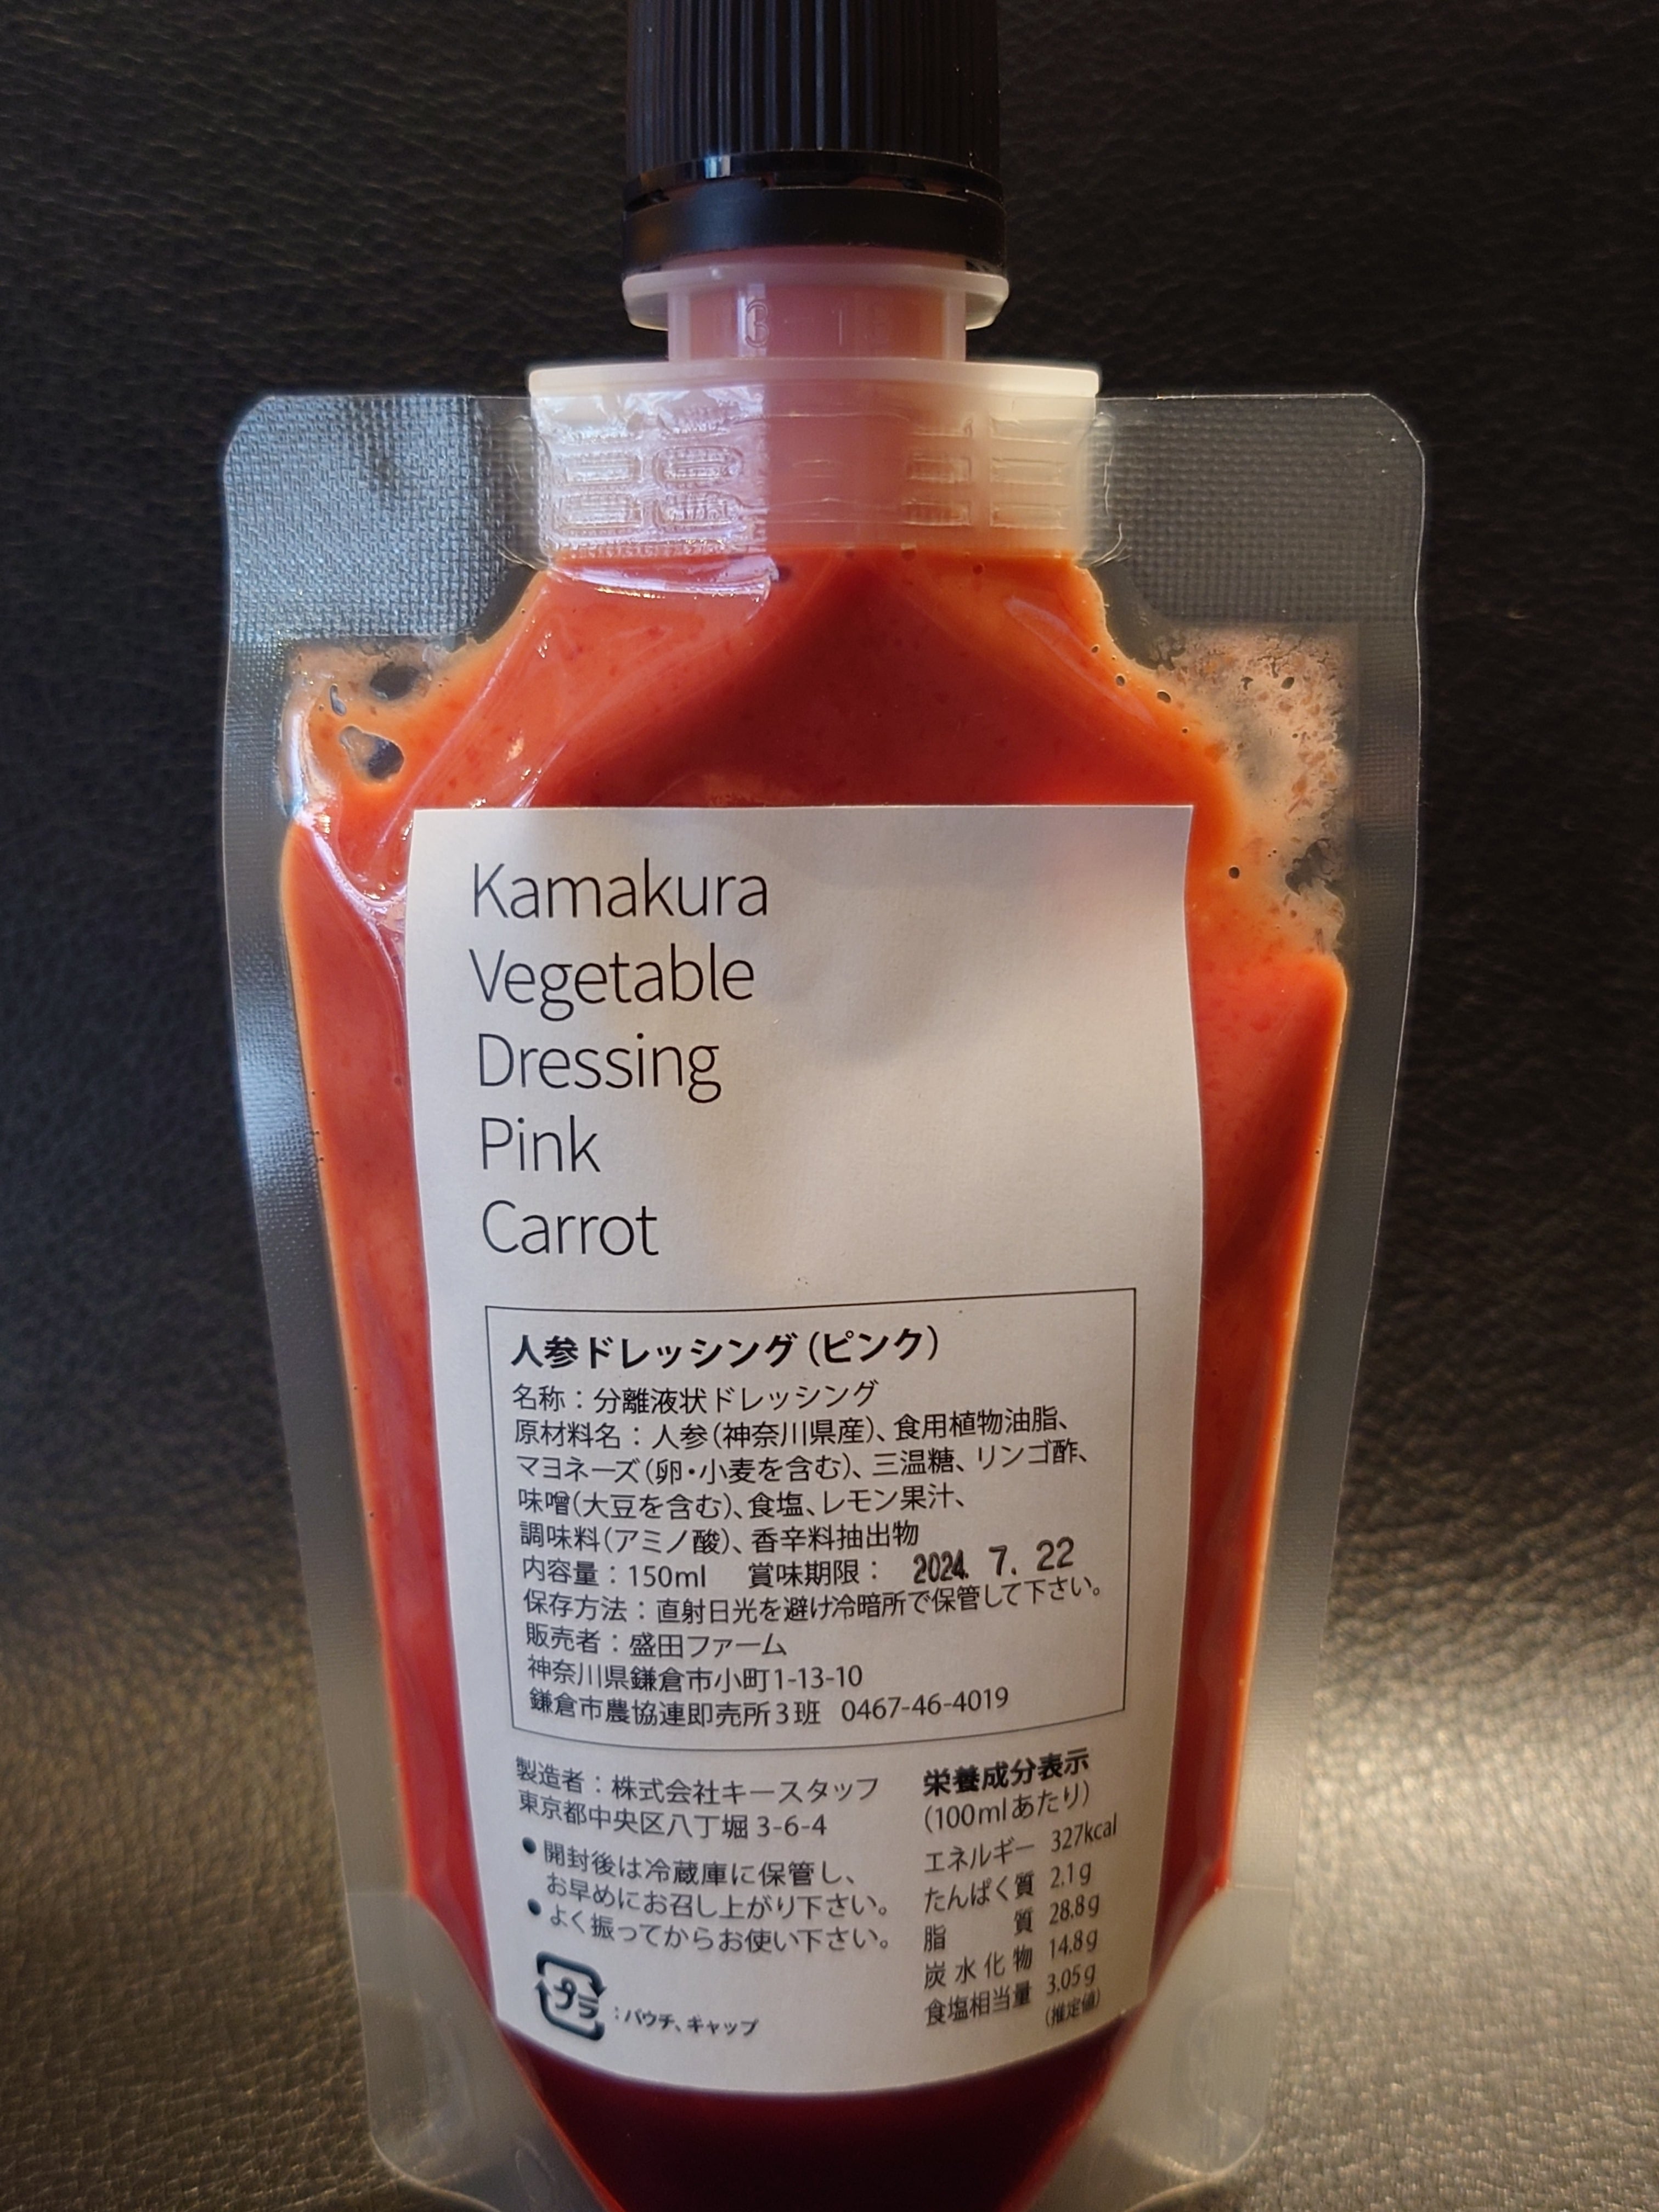 Kamakura
Vegetable
Dressing
Pink
Carrot
人参ドレッシング(ピンク)
名称：分離液状ドレッシング
原材料名：人参(神奈川県産)、食用植物油脂、
マヨネーズ(卵・小麦を含む)、三温糖、リンゴ酢、
味噌(大豆を含む)、食塩、レモン果汁、
調味料(アミノ酸)、香辛料抽出物
内容量：150ml 賞味期限： 2024. 7. 22
保存方法：直射日光を避け冷暗所で保管して下さい。
販売者：盛田ファーム
神奈川県鎌倉市小町1-13-10
鎌倉市農協連即売所3班 0467-46-4019
製造者：株式会社キースタッフ
東京都中央区八丁堀 3-6-4
●開封後は冷蔵庫に保管し、
お早めにお召し上がり下さい。
●よく振ってからお使い下さい。
プラ
：パウチ、キャップ
栄養成分表示
(100mlあたり)
エネルギー 327kcal
たんぱく質 2.1g
脂質 28.8g
炭水化物 14.8g
食塩相当量 3.05g
(推定値)